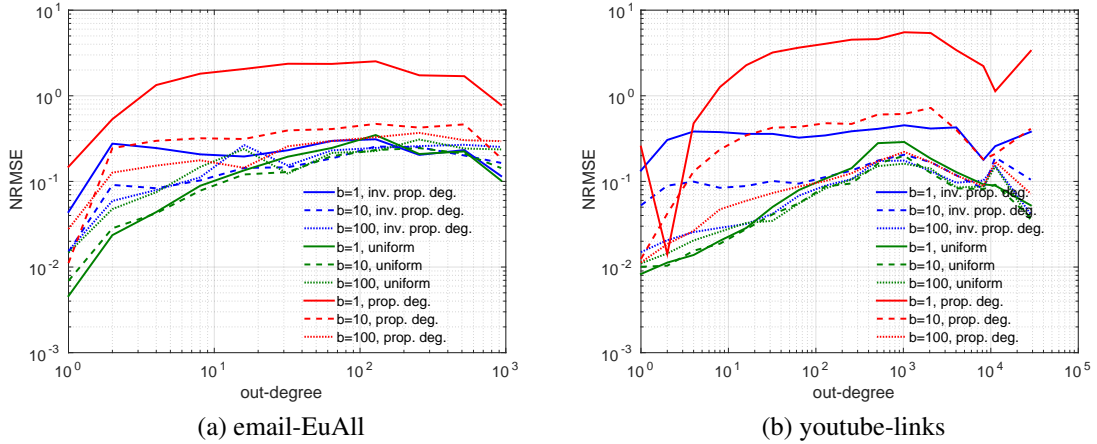 10^1
10^0
10^-1
10^-2
10^-3
NRMSE
b=1, inv. prop. deg.
b=10, inv. prop. deg.
b=100, inv. prop. deg.
b=1, uniform
b=10, uniform
b=100, uniform
b=1, prop. deg.
b=10, prop. deg.
b=100, prop. deg.
10^0 10^1 10^2 10^3
out-degree
(a) email-EuAll
10^1
10^0
10^-1
10^-2
10^-3
NRMSE
b=1, inv. prop. deg.
b=10, inv. prop. deg.
b=100, inv. prop. deg.
b=1, uniform
b=10, uniform
b=100, uniform
b=1, prop. deg.
b=10, prop. deg.
b=100, prop. deg.
10^0 10^1 10^2 10^3 10^4 10^5
out-degree
(b) youtube-links